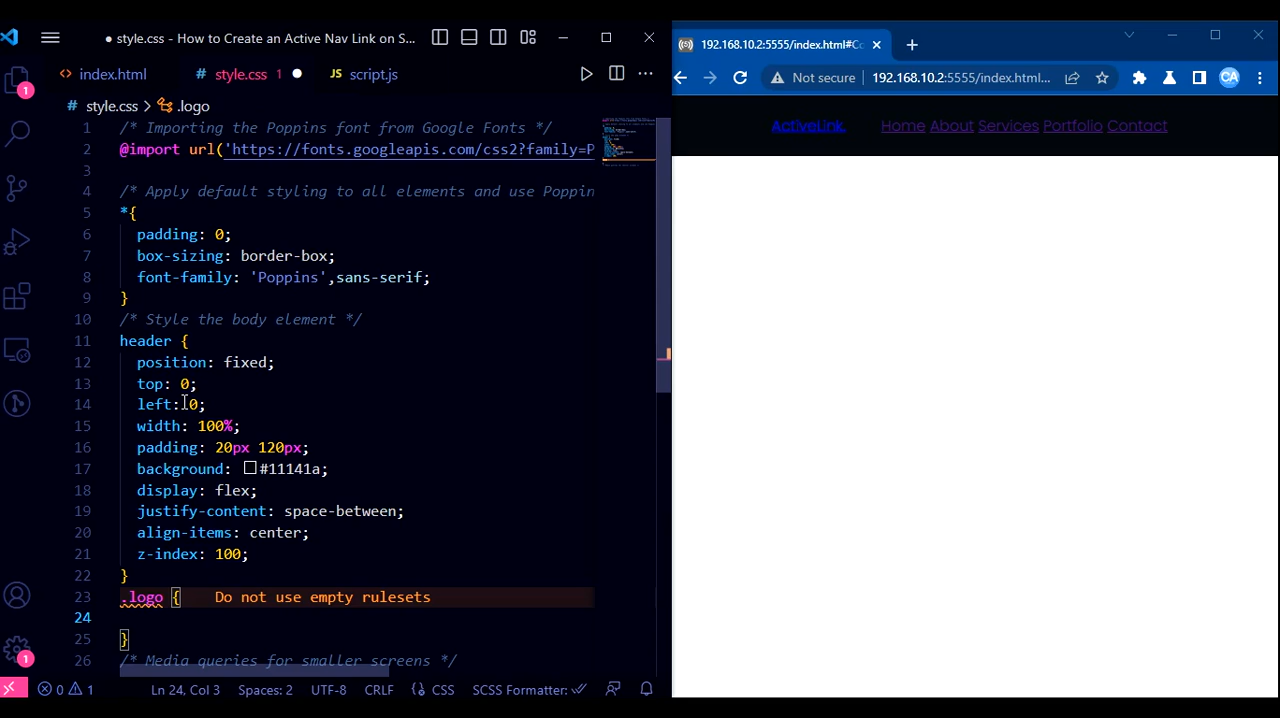 style.css - How to Create an Active Nav Link on S...
index.html
# style.css 1
JS script.js
# style.css > .logo
1 /* Importing the Poppins font from Google Fonts */
2 @import url('https://fonts.googleapis.com/css2?family=P
3
4 /* Apply default styling to all elements and use Poppin
5 *{
6 padding: 0;
7 box-sizing: border-box;
8 font-family: 'Poppins',sans-serif;
9 }
10 /* Style the body element */
11 header {
12 position: fixed;
13 top: 0;
14 left: 0;
15 width: 100%;
16 padding: 20px 120px;
17 background: #11141a;
18 display: flex;
19 justify-content: space-between;
20 align-items: center;
21 z-index: 100;
22 }
23 .logo { Do not use empty rulesets
24
25 }
26 /* Media queries for smaller screens */
1
1
0 1 Ln 24, Col 3 Spaces: 2 UTF-8 CRLF CSS SCSS Formatter:
192.168.10.2:5555/index.html#Co
Not secure 192.168.10.2:5555/index.html... CA
ActiveLink. Home About Services Portfolio Contact